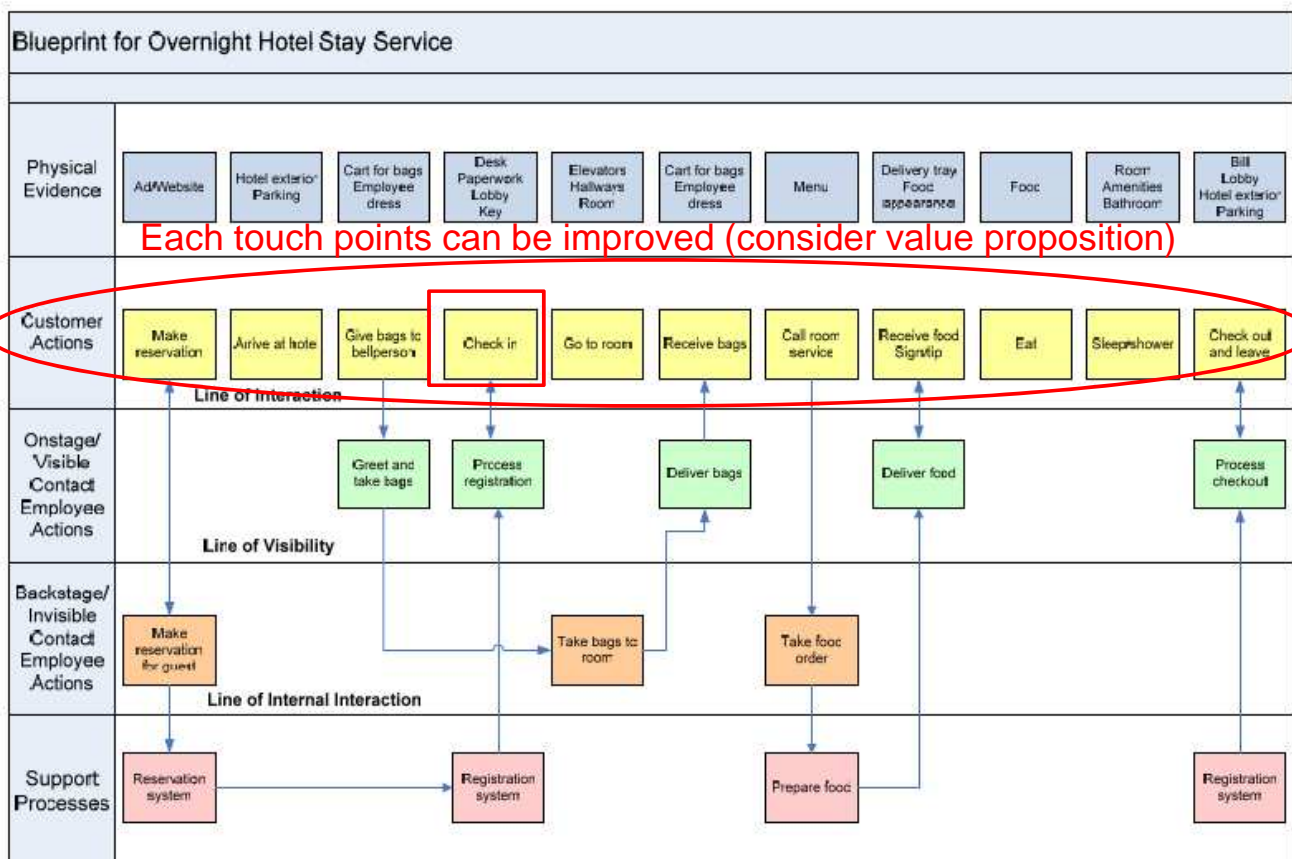 Blueprint for Overnight Hotel Stay Service
Physical
Evidence
Ad/Website
Hotel exterior
Parking
Cart for bags
Employee
dress
Desk
Paperwork
Lobby
Key
Elevators
Hallways
Room
Cart for bags
Employee
dress
Menu
Delivery tray
Food
appearance
Food
Room
Amenities
Bathroom
Bill
Lobby
Hotel exterior
Parking
Each touch points can be improved (consider value proposition)
Customer
Actions
Make
reservation
Arrive at hotel
Give bags to
bellperson
Check in
Go to room
Receive bags
Call room
service
Receive food
Sign/tip
Eat
Sleep/shower
Check out
and leave
Line of Interaction
Onstage/
Visible
Contact
Employee
Actions
Greet and
take bags
Process
registration
Deliver bags
Deliver food
Process
checkout
Line of Visibility
Backstage/
Invisible
Contact
Employee
Actions
Make
reservation
for guest
Take bags to
room
Take food
order
Line of Internal Interaction
Support
Processes
Reservation
system
Registration
system
Prepare food
Registration
system